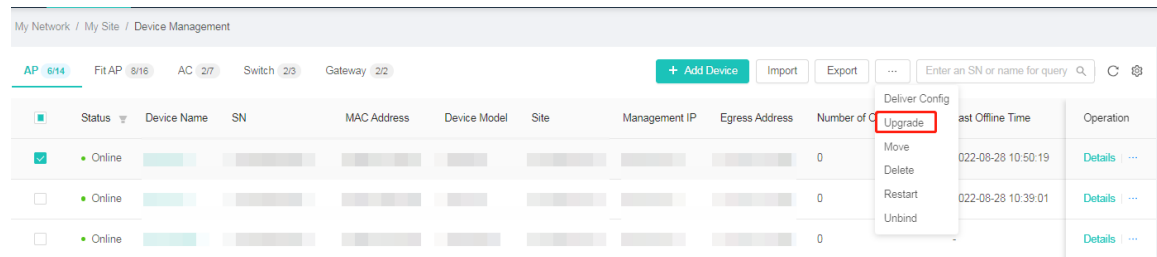 My Network / My Site / Device Management
AP 6/14 Fit AP 8/16 AC 2/7 Switch 2/3 Gateway 2/2 + Add Device Import Export ... Enter an SN or name for query
Deliver Config
Upgrade
Move
Delete
Restart
Unbind
Status Device Name SN MAC Address Device Model Site Management IP Egress Address Number of C ast Offline Time Operation
Online 0 022-08-28 10:50:19 Details ...
Online 0 022-08-28 10:39:01 Details ...
Online 0 - Details ...